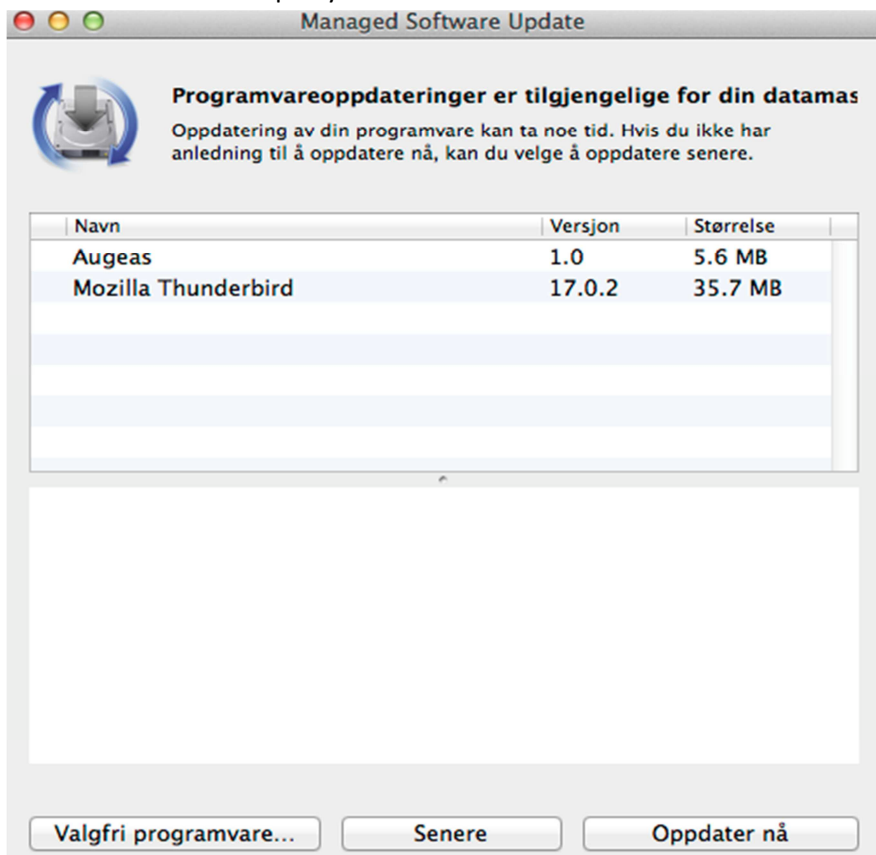 Managed Software Update
Programvareoppdateringer er tilgjengelige for din datamas
Oppdatering av din programvare kan ta noe tid. Hvis du ikke har
anledning til å oppdatere nå, kan du velge å oppdatere senere.
Navn Versjon Størrelse
Augeas 1.0 5.6 MB
Mozilla Thunderbird 17.0.2 35.7 MB
Valgfri programvare... Senere Oppdater nå